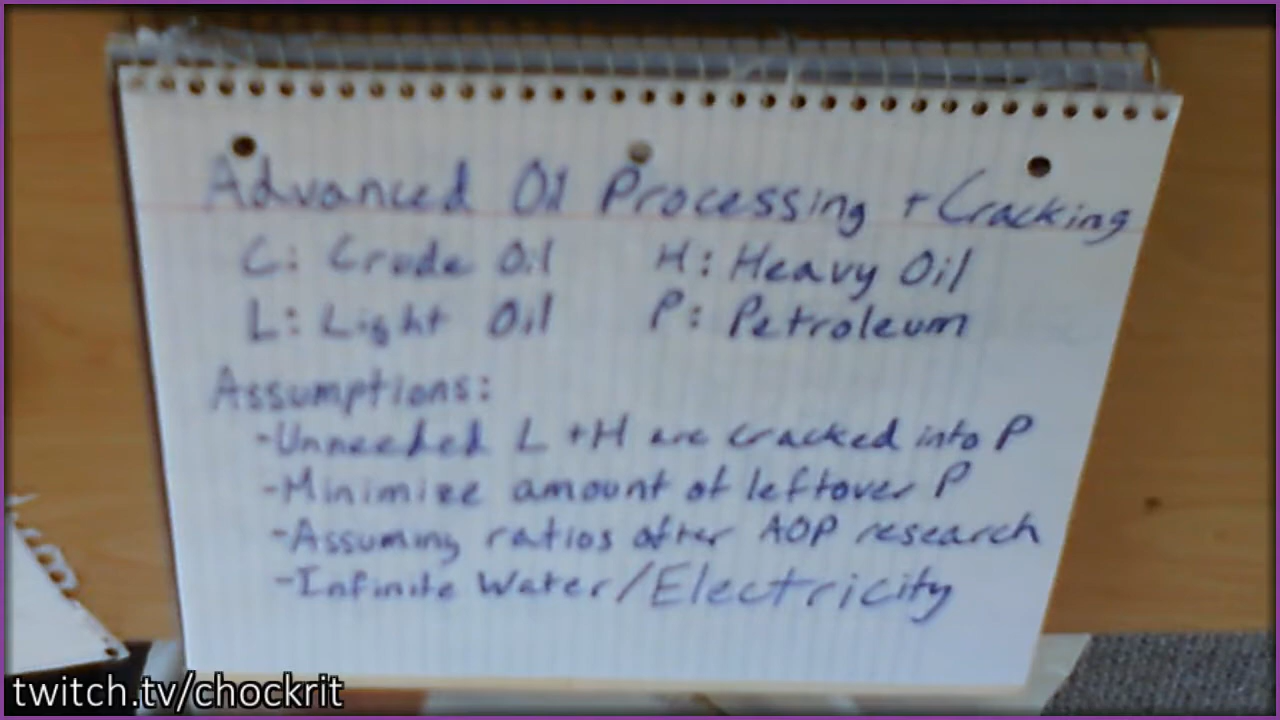 Advanced Oil Processing + Cracking
C: Crude Oil H: Heavy Oil
L: Light Oil P: Petroleum
Assumptions:
-Unneeded L + H are cracked into P
-Minimize amount of leftover P
-Assuming ratios after AOP research
-Infinite Water/Electricity
twitch.tv/chockrit